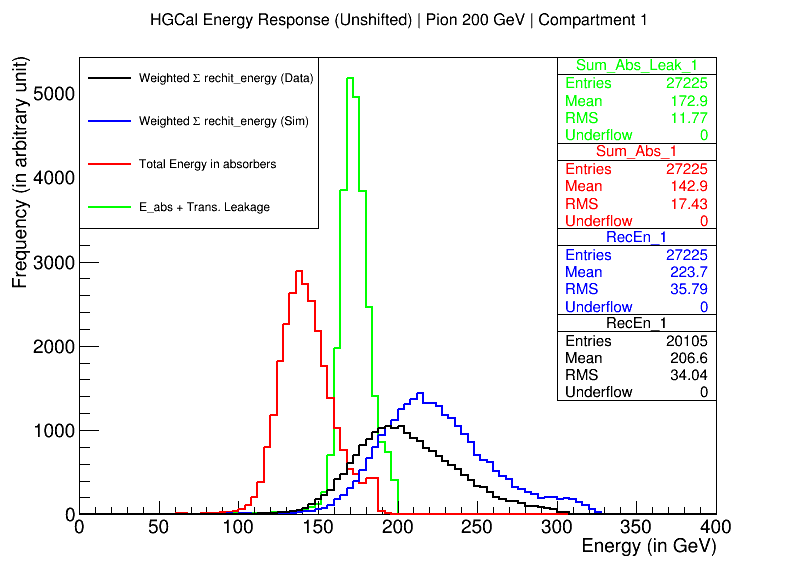 HGCal Energy Response (Unshifted) | Pion 200 GeV | Compartment 1
Frequency (in arbitrary unit)
5000
4000
3000
2000
1000
0
Weighted Σ rechit_energy (Data)
Weighted Σ rechit_energy (Sim)
Total Energy in absorbers
E_abs + Trans. Leakage
Sum_Abs_Leak_1
Entries 27225
Mean 172.9
RMS 11.77
Underflow 0
Sum_Abs_1
Entries 27225
Mean 142.9
RMS 17.43
Underflow 0
RecEn_1
Entries 27225
Mean 223.7
RMS 35.79
Underflow 0
RecEn_1
Entries 20105
Mean 206.6
RMS 34.04
Underflow 0
0 50 100 150 200 250 300 350 400
Energy (in GeV)